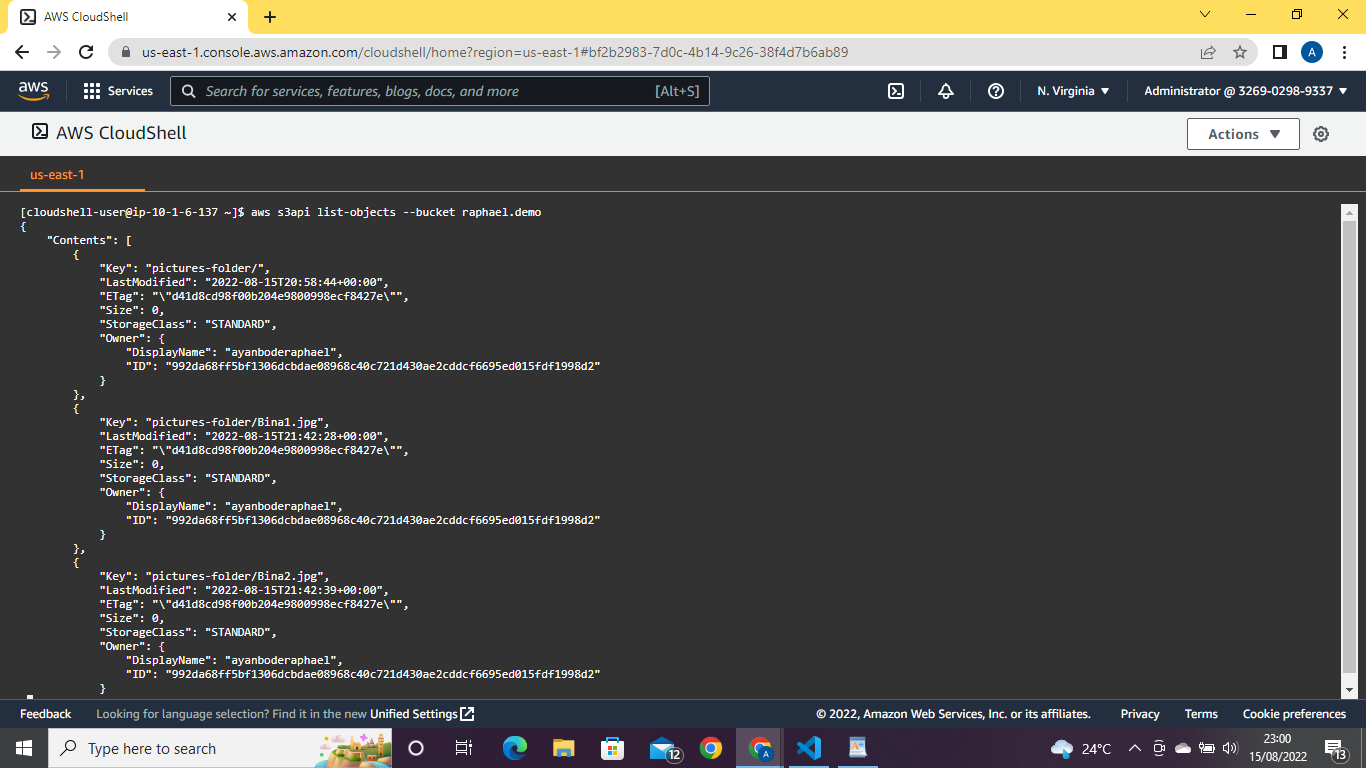 AWS CloudShell
us-east-1.console.aws.amazon.com/cloudshell/home?region=us-east-1#bf2b2983-7d0c-4b14-9c26-38f4d7b6ab89
A
aws
Services
Search for services, features, blogs, docs, and more
[Alt+S]
N. Virginia
Administrator @ 3269-0298-9337
AWS CloudShell
Actions
us-east-1
[cloudshell-user@ip-10-1-6-137 ~]$ aws s3api list-objects --bucket raphael.demo
{
    "Contents": [
        {
            "Key": "pictures-folder/",
            "LastModified": "2022-08-15T20:58:44+00:00",
            "ETag": "\"d41d8cd98f00b204e9800998ecf8427e\"",
            "Size": 0,
            "StorageClass": "STANDARD",
            "Owner": {
                "DisplayName": "ayanboderaphael",
                "ID": "992da68ff5bf1306dcbdae08968c40c721d430ae2cddcf6695ed015fdf1998d2"
            }
        },
        {
            "Key": "pictures-folder/Bina1.jpg",
            "LastModified": "2022-08-15T21:42:28+00:00",
            "ETag": "\"d41d8cd98f00b204e9800998ecf8427e\"",
            "Size": 0,
            "StorageClass": "STANDARD",
            "Owner": {
                "DisplayName": "ayanboderaphael",
                "ID": "992da68ff5bf1306dcbdae08968c40c721d430ae2cddcf6695ed015fdf1998d2"
            }
        },
        {
            "Key": "pictures-folder/Bina2.jpg",
            "LastModified": "2022-08-15T21:42:39+00:00",
            "ETag": "\"d41d8cd98f00b204e9800998ecf8427e\"",
            "Size": 0,
            "StorageClass": "STANDARD",
            "Owner": {
                "DisplayName": "ayanboderaphael",
                "ID": "992da68ff5bf1306dcbdae08968c40c721d430ae2cddcf6695ed015fdf1998d2"
            }
Feedback
Looking for language selection? Find it in the new Unified Settings
© 2022, Amazon Web Services, Inc. or its affiliates.
Privacy
Terms
Cookie preferences
Type here to search
12
A
24°C
23:00
15/08/2022
13